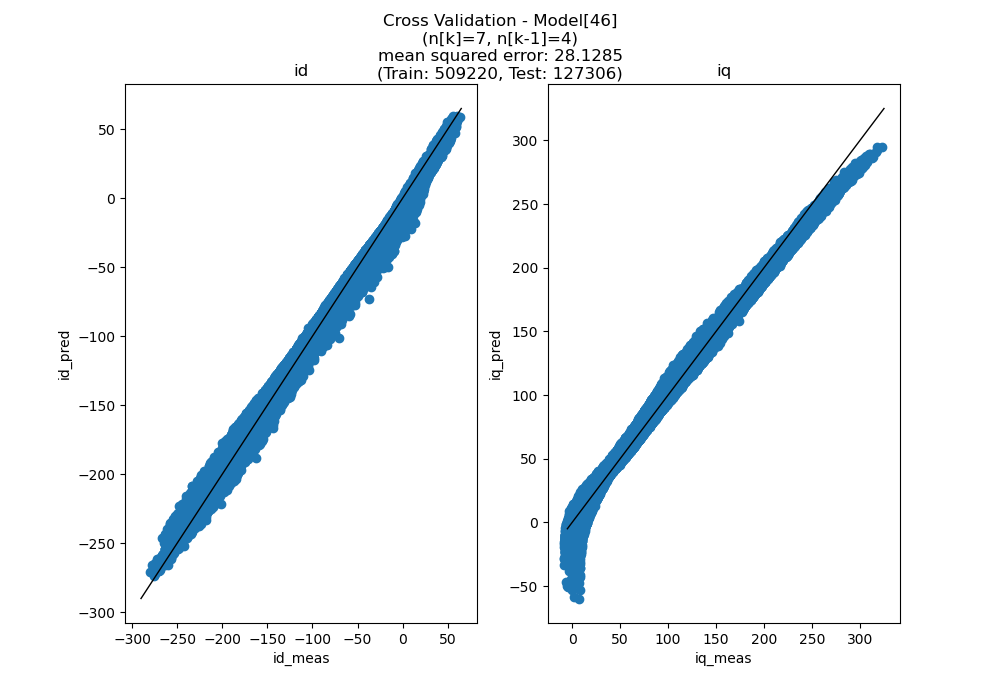 Cross Validation - Model[46]
(n[k]=7, n[k-1]=4)
mean squared error: 28.1285
(Train: 509220, Test: 127306)
id
50
0
−50
−100
−150
−200
−250
−300
id_pred
−300 −250 −200 −150 −100 −50 0 50
id_meas
iq
300
250
200
150
100
50
0
−50
iq_pred
0 50 100 150 200 250 300
iq_meas